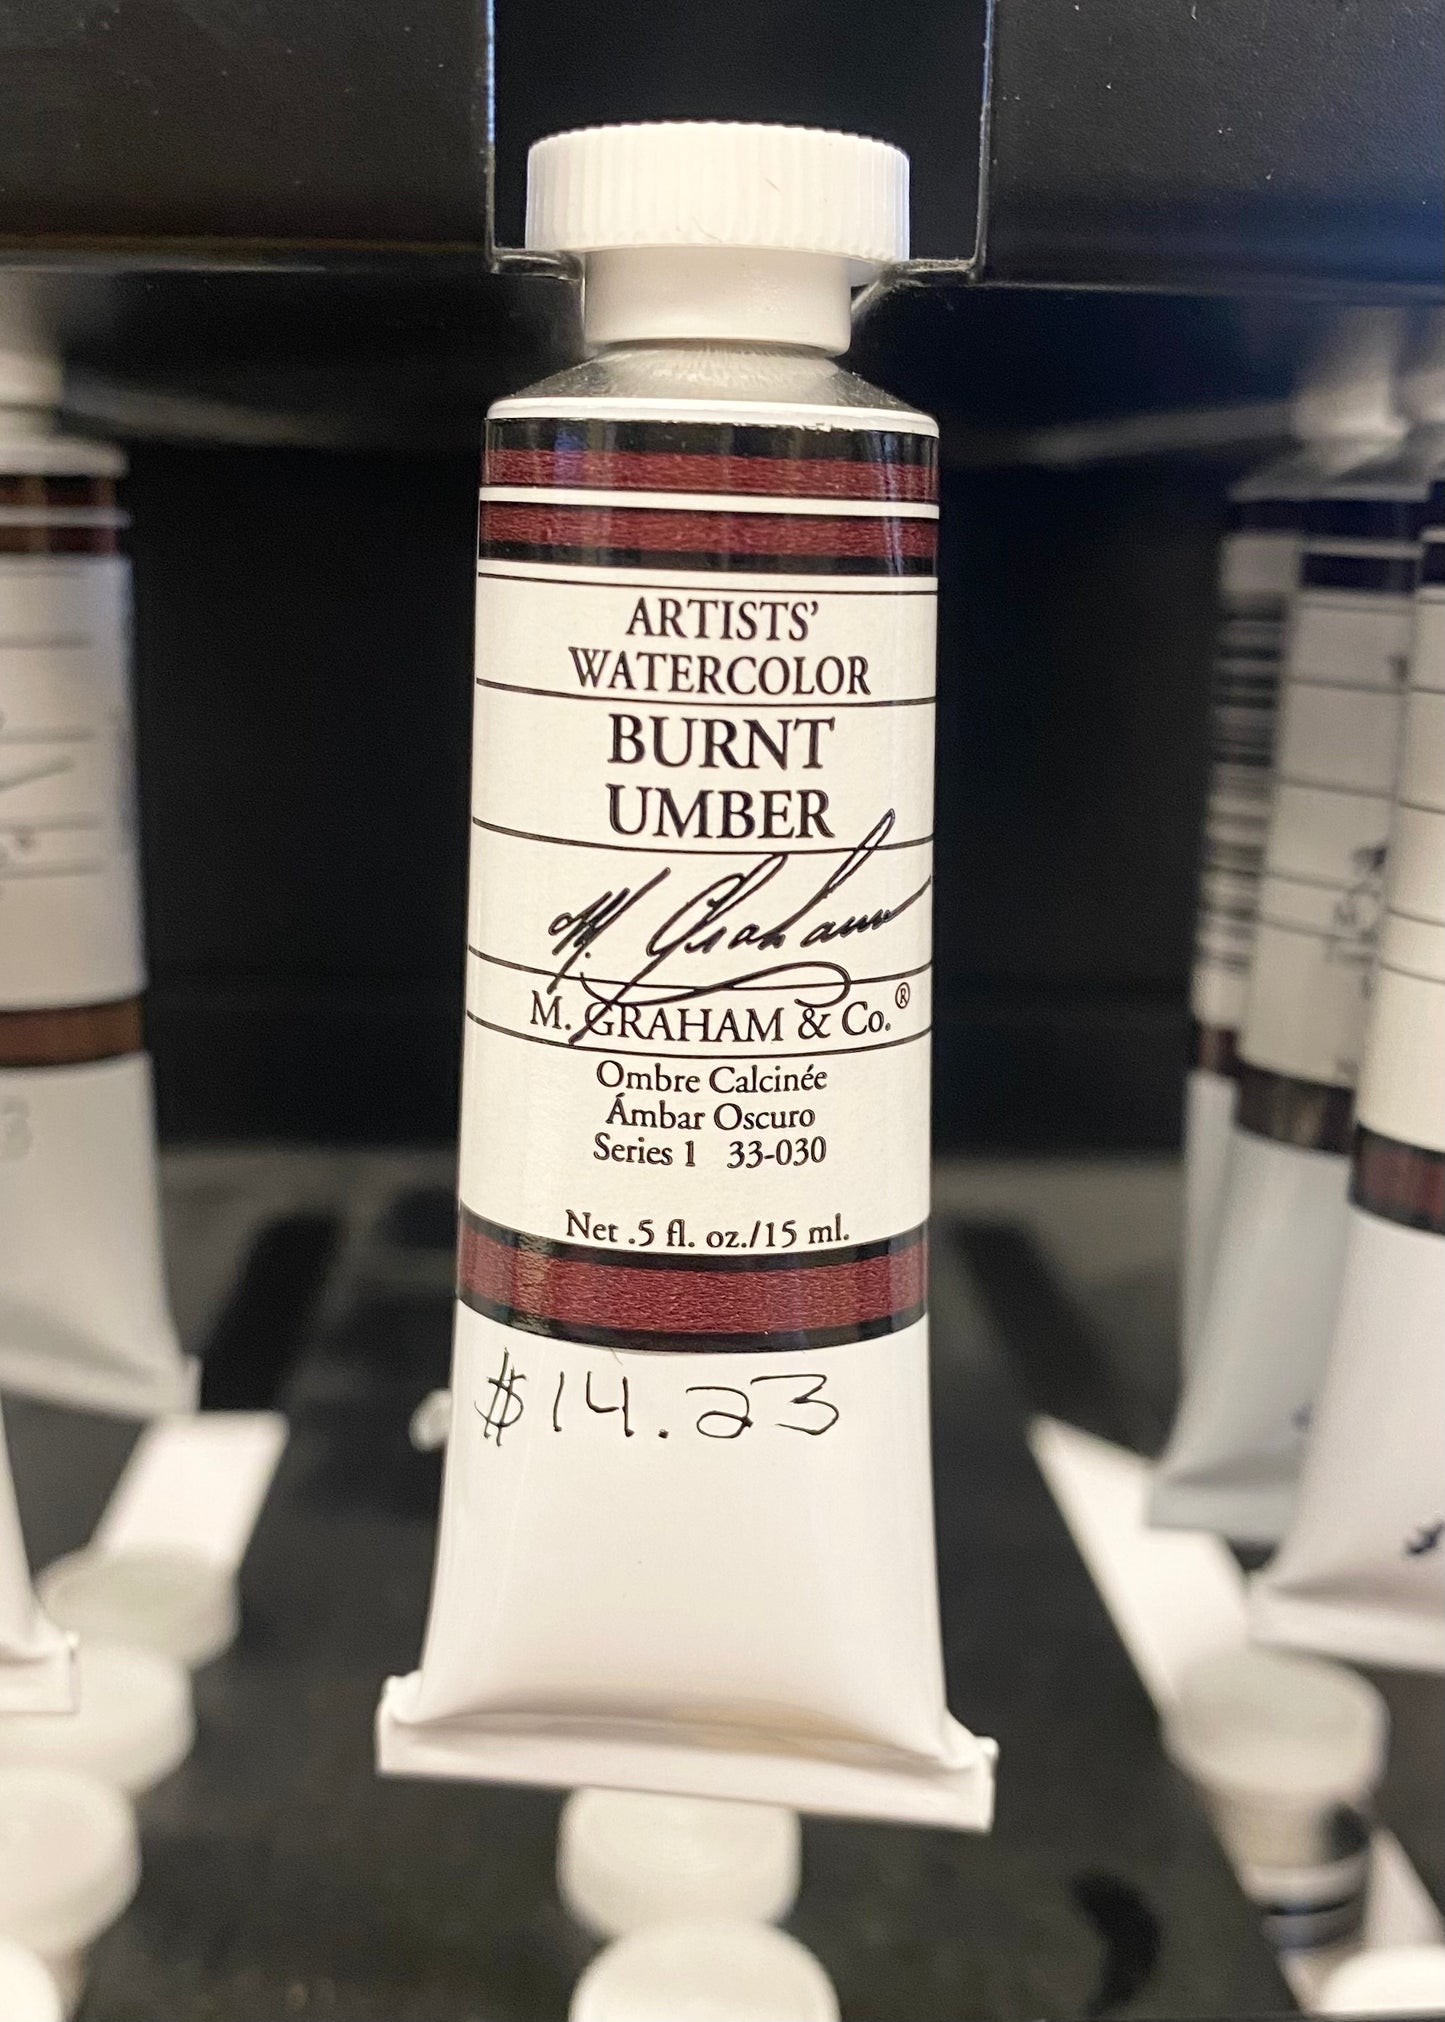 ARTISTS'
WATERCOLOR
BURNT
UMBER
M. Graham
M. GRAHAM & Co.®
Ombre Calcinée
Ámbar Oscuro
Series 1 33-030
Net .5 fl. oz./15 ml.
$14.23